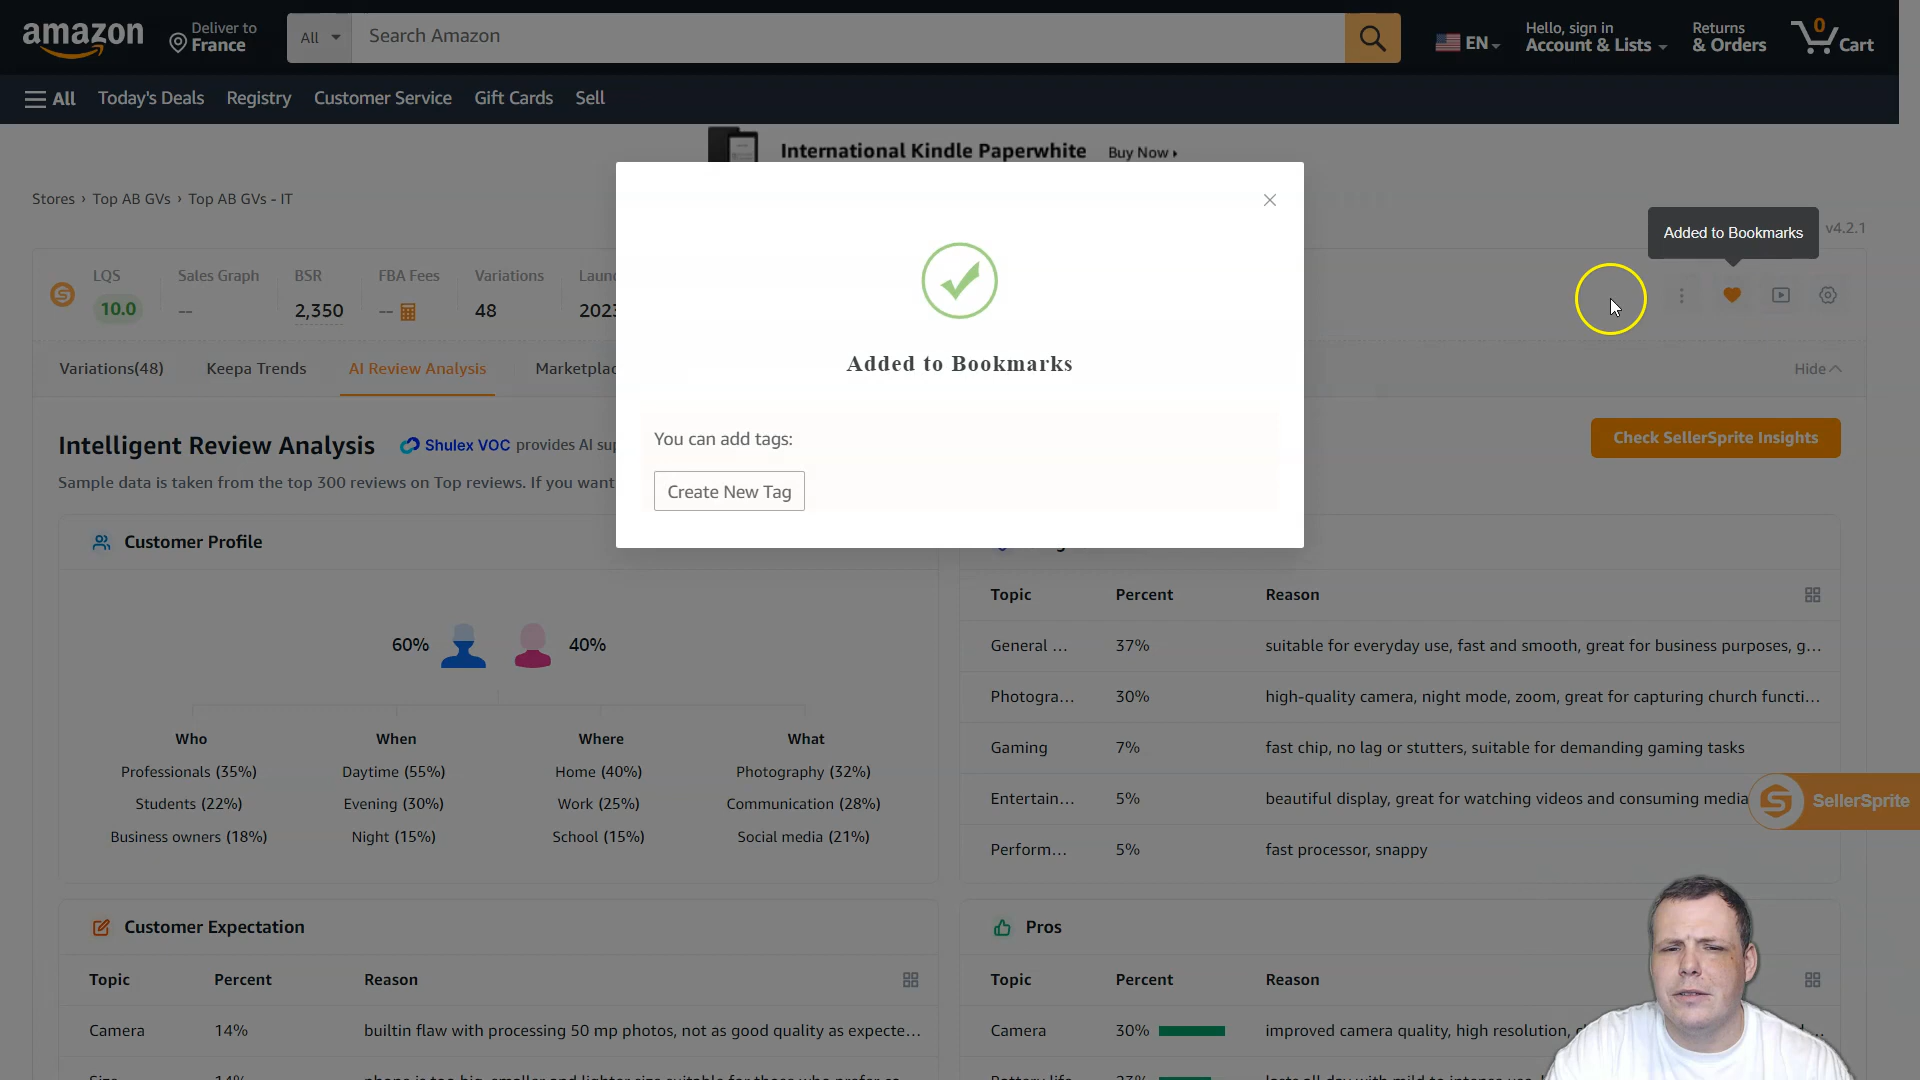 amazon
Deliver to
France
All
Search Amazon
EN
Hello, sign in
Account & Lists
Returns
& Orders
0
Cart
All
Today's Deals
Registry
Customer Service
Gift Cards
Sell
International Kindle Paperwhite
Buy Now
Stores › Top AB GVs › Top AB GVs - IT
Added to Bookmarks
v4.2.1
LQS
Sales Graph
BSR
FBA Fees
Variations
10.0
--
2,350
--
48
Added to Bookmarks
You can add tags:
Create New Tag
Variations(48)
Keepa Trends
AI Review Analysis
Hide
Intelligent Review Analysis
Shulex VOC provides AI
Check SellerSprite Insights
Sample data is taken from the top 300 reviews on Top reviews. If you want
Customer Profile
60%
40%
Who
When
Where
What
Professionals (35%)
Daytime (55%)
Home (40%)
Photography (32%)
Students (22%)
Evening (30%)
Work (25%)
Communication (28%)
Business owners (18%)
Night (15%)
School (15%)
Social media (21%)
Topic
Percent
Reason
General ...
37%
suitable for everyday use, fast and smooth, great for business purposes, g...
Photogra...
30%
high-quality camera, night mode, zoom, great for capturing church functi...
Gaming
7%
fast chip, no lag or stutters, suitable for demanding gaming tasks
Entertain...
5%
beautiful display, great for watching videos and consuming media
Perform...
5%
fast processor, snappy
SellerSprite
Customer Expectation
Topic
Percent
Reason
Camera
14%
builtin flaw with processing 50 mp photos, not as good quality as expecte...
Pros
Topic
Percent
Reason
Camera
30%
improved camera quality, high resolution,